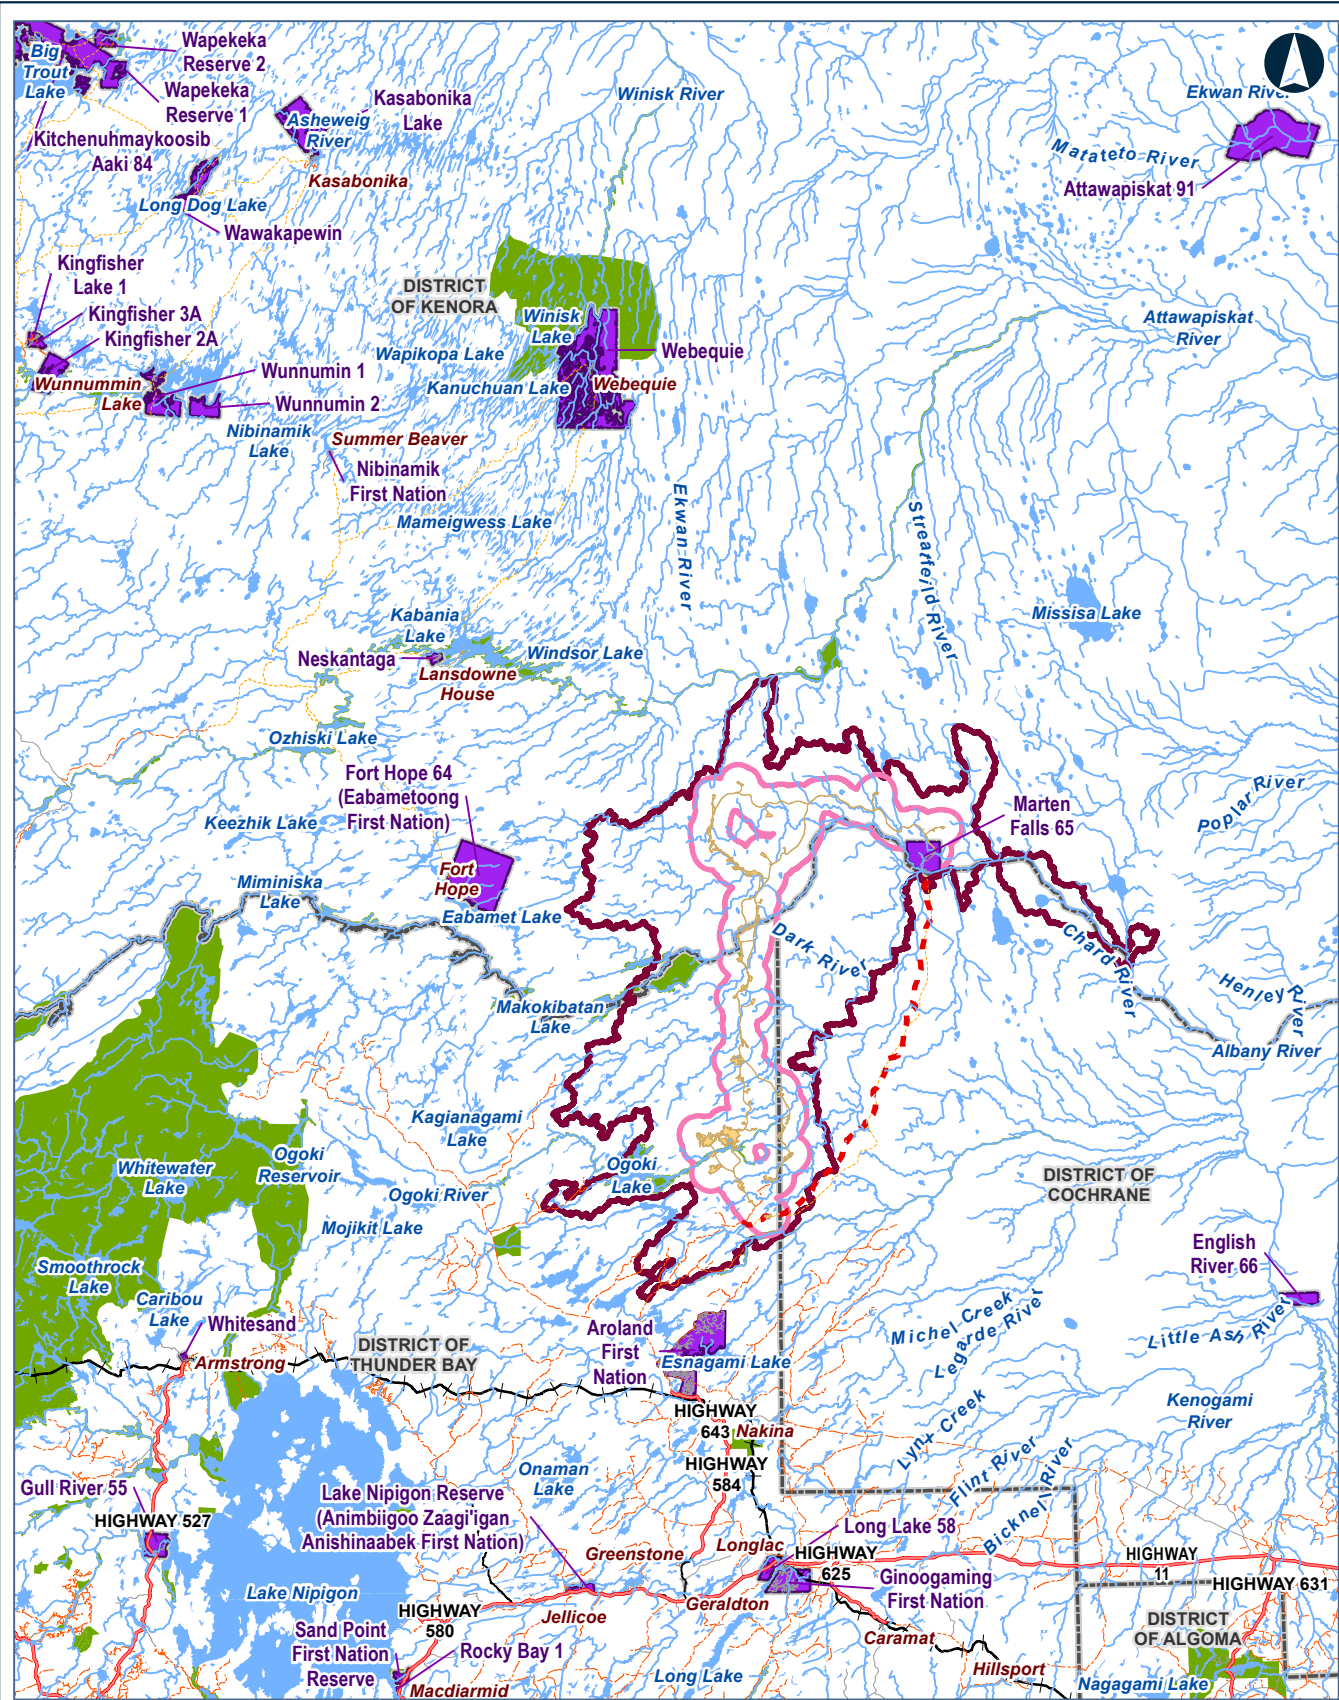 Wapekeka
Reserve 2
Big
Trout
Lake
Wapekeka
Reserve 1
Kitchenuhmaykoosib
Aaki 84
Kasabonika
Lake
Asheweig
River
Kasabonika
Long Dog Lake
Wawakapewin
Winisk River
Ekwan River
Matateto River
Attawapiskat 91
Kingfisher
Lake 1
Kingfisher 3A
Kingfisher 2A
Wunnummin
Lake
Wunnumin 1
Wunnumin 2
DISTRICT
OF KENORA
Winisk
Lake
Wapikopa Lake
Kanuchuan Lake
Webequie
Webequie
Attawapiskat
River
Nibinamik
Lake
Summer Beaver
Nibinamik
First Nation
Mameigwess Lake
Ekwan River
Streatfeild River
Missisa Lake
Kabania
Lake
Neskantaga
Windsor Lake
Lansdowne
House
Ozhiski Lake
Fort Hope 64
(Eabametoong
First Nation)
Keezhik Lake
Fort
Hope
Miminiska
Lake
Eabamet Lake
Marten
Falls 65
Poplar River
Dark River
Chard River
Henley River
Makokibatan
Lake
Albany River
Kagianagami
Lake
Ogoki
Reservoir
Whitewater
Lake
Ogoki River
Ogoki
Lake
Mojikit Lake
DISTRICT OF
COCHRANE
Smoothrock
Lake
Caribou
Lake
English
River 66
Whitesand
Armstrong
DISTRICT OF
THUNDER BAY
Aroland
First
Nation
Esnagami Lake
Michel Creek
Legarde River
Little Ash River
HIGHWAY
643
Nakina
Kenogami
River
HIGHWAY
584
Onaman
Lake
Lynx Creek
Flint River
Bicknel River
Gull River 55
HIGHWAY 527
Lake Nipigon Reserve
(Animbiigoo Zaagi'igan
Anishinaabek First Nation)
Long Lake 58
Longlac
Greenstone
HIGHWAY
625
Ginoogaming
First Nation
HIGHWAY
11
HIGHWAY 631
Lake Nipigon
HIGHWAY
580
Jellicoe
Geraldton
Caramat
DISTRICT
OF ALGOMA
Sand Point
First Nation
Reserve
Rocky Bay 1
Macdiarmid
Long Lake
Hillsport
Nagagami Lake